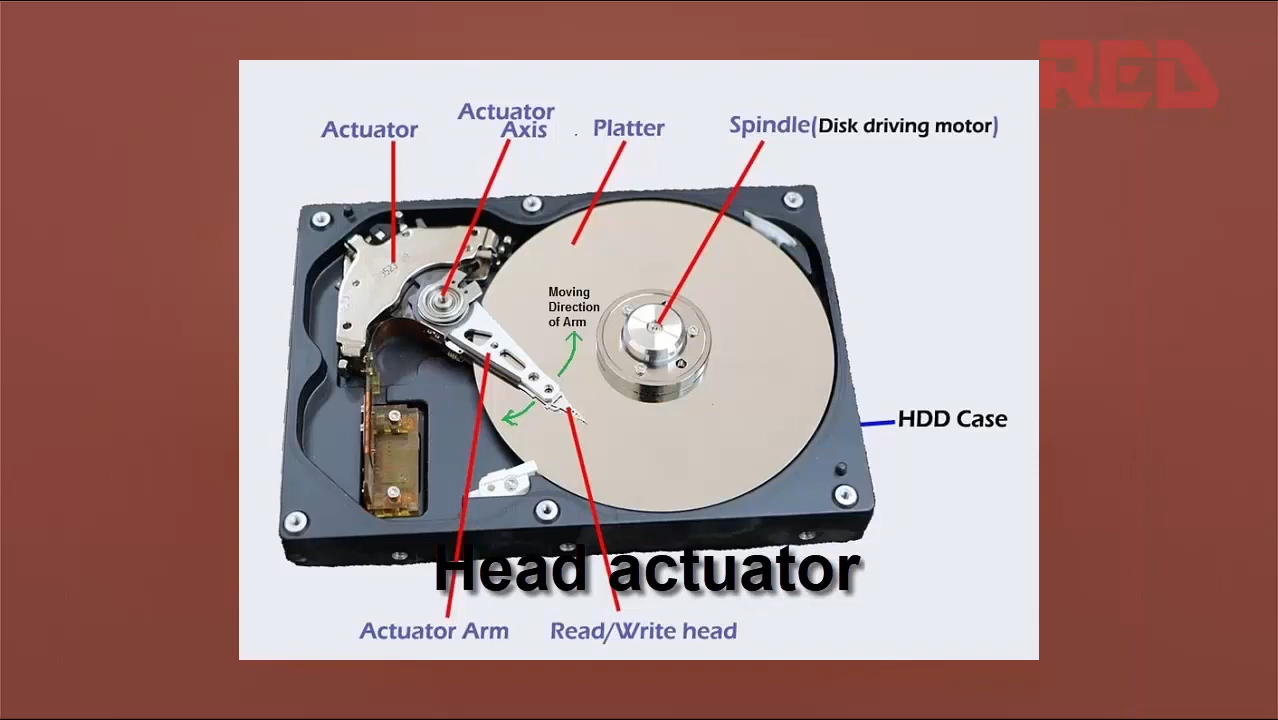 RED
Actuator
Actuator
Axis
Platter
Spindle(Disk driving motor)
Moving
Direction
of Arm
HDD Case
Head actuator
Actuator Arm
Read/Write head